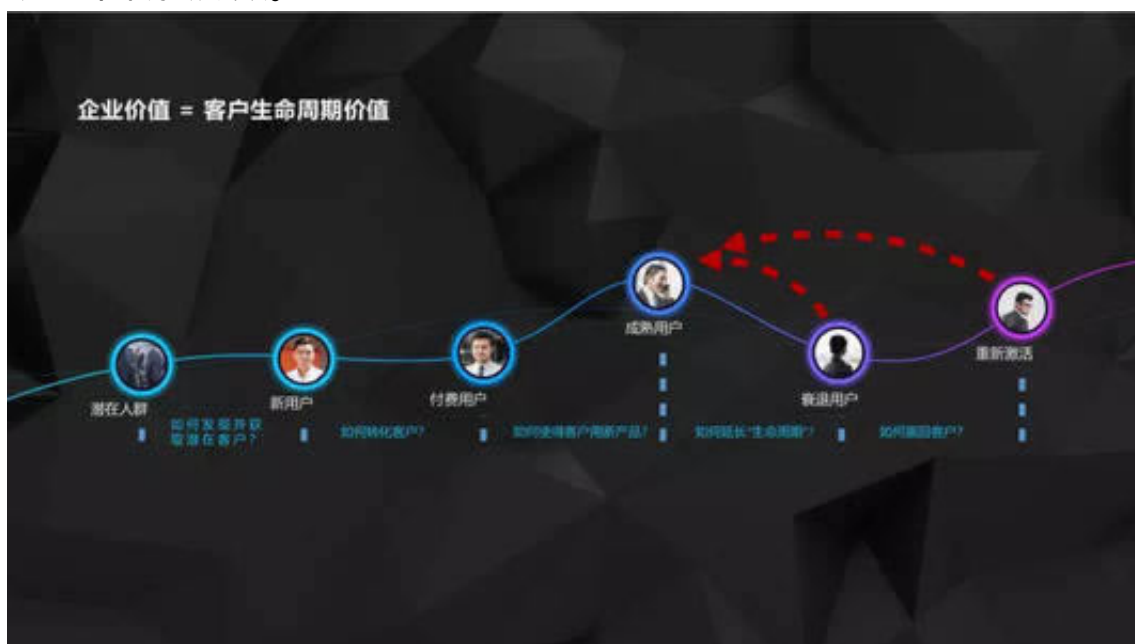 企业价值 = 客户生命周期价值
成熟用户
重新激活
潜在人群
新用户
付费用户
衰退用户
如何发现并获
取潜在客户?
如何转化客户?
如何使得客户用新产品?
如何延长"生命周期"?
如何赢回客户?